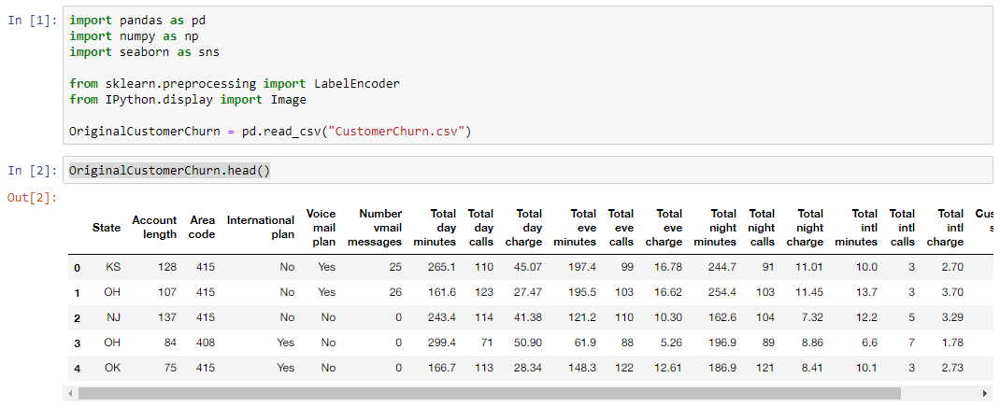 In [1]: import pandas as pd
import numpy as np
import seaborn as sns
from sklearn.preprocessing import LabelEncoder
from IPython.display import Image
OriginalCustomerChurn = pd.read_csv("CustomerChurn.csv")
In [2]: OriginalCustomerChurn.head()
Out[2]:
State Account length Area code International plan Voice mail plan Number vmail messages Total day minutes Total day calls Total day charge Total eve minutes Total eve calls Total eve charge Total night minutes Total night calls Total night charge Total intl minutes Total intl calls Total intl charge Cus s
0 KS 128 415 No Yes 25 265.1 110 45.07 197.4 99 16.78 244.7 91 11.01 10.0 3 2.70
1 OH 107 415 No Yes 26 161.6 123 27.47 195.5 103 16.62 254.4 103 11.45 13.7 3 3.70
2 NJ 137 415 No No 0 243.4 114 41.38 121.2 110 10.30 162.6 104 7.32 12.2 5 3.29
3 OH 84 408 Yes No 0 299.4 71 50.90 61.9 88 5.26 196.9 89 8.86 6.6 7 1.78
4 OK 75 415 Yes No 0 166.7 113 28.34 148.3 122 12.61 186.9 121 8.41 10.1 3 2.73